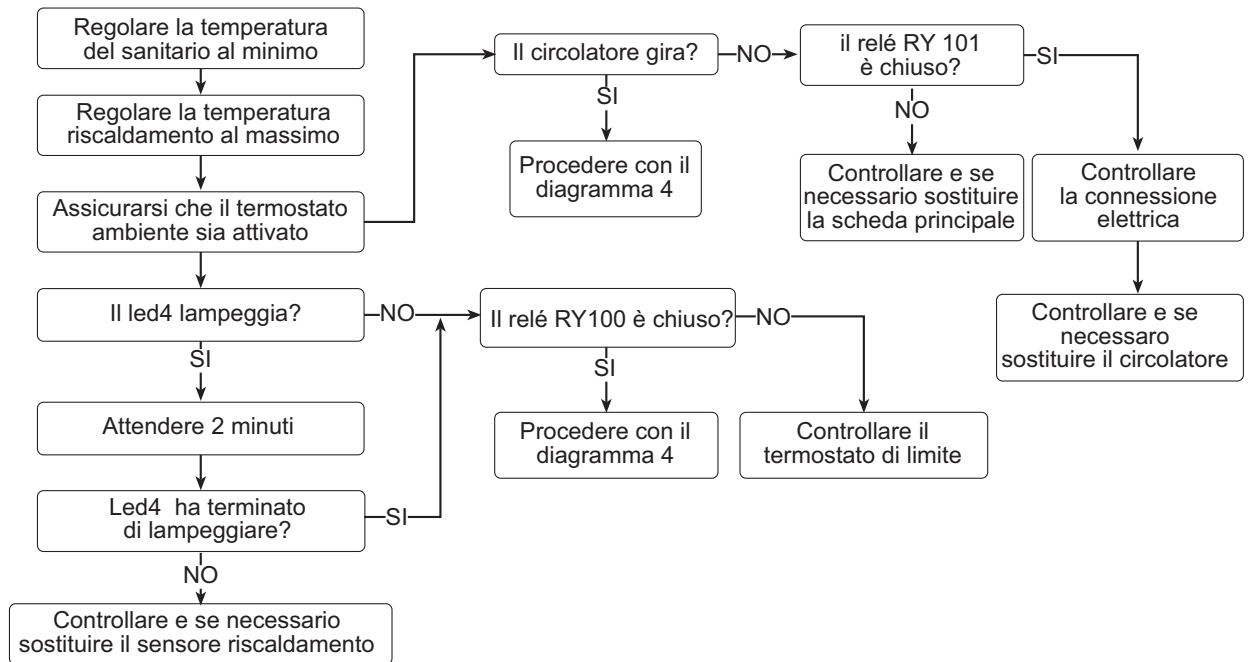 Regolare la temperatura
del sanitario al minimo
Regolare la temperatura
riscaldamento al massimo
Assicurarsi che il termostato
ambiente sia attivato
Il led4 lampeggia?
NO
SI
Attendere 2 minuti
Led4 ha terminato
di lampeggiare?
SI
NO
Controllare e se necessario
sostituire il sensore riscaldamento
Il circolatore gira?
NO
SI
Procedere con il
diagramma 4
il relé RY 101
è chiuso?
SI
NO
Controllare e se
necessario sostituire
la scheda principale
Controllare
la connessione
elettrica
Controllare e se
necessaro
sostituire il circolatore
Il relé RY100 è chiuso?
NO
SI
Procedere con il
diagramma 4
Controllare il
termostato di limite